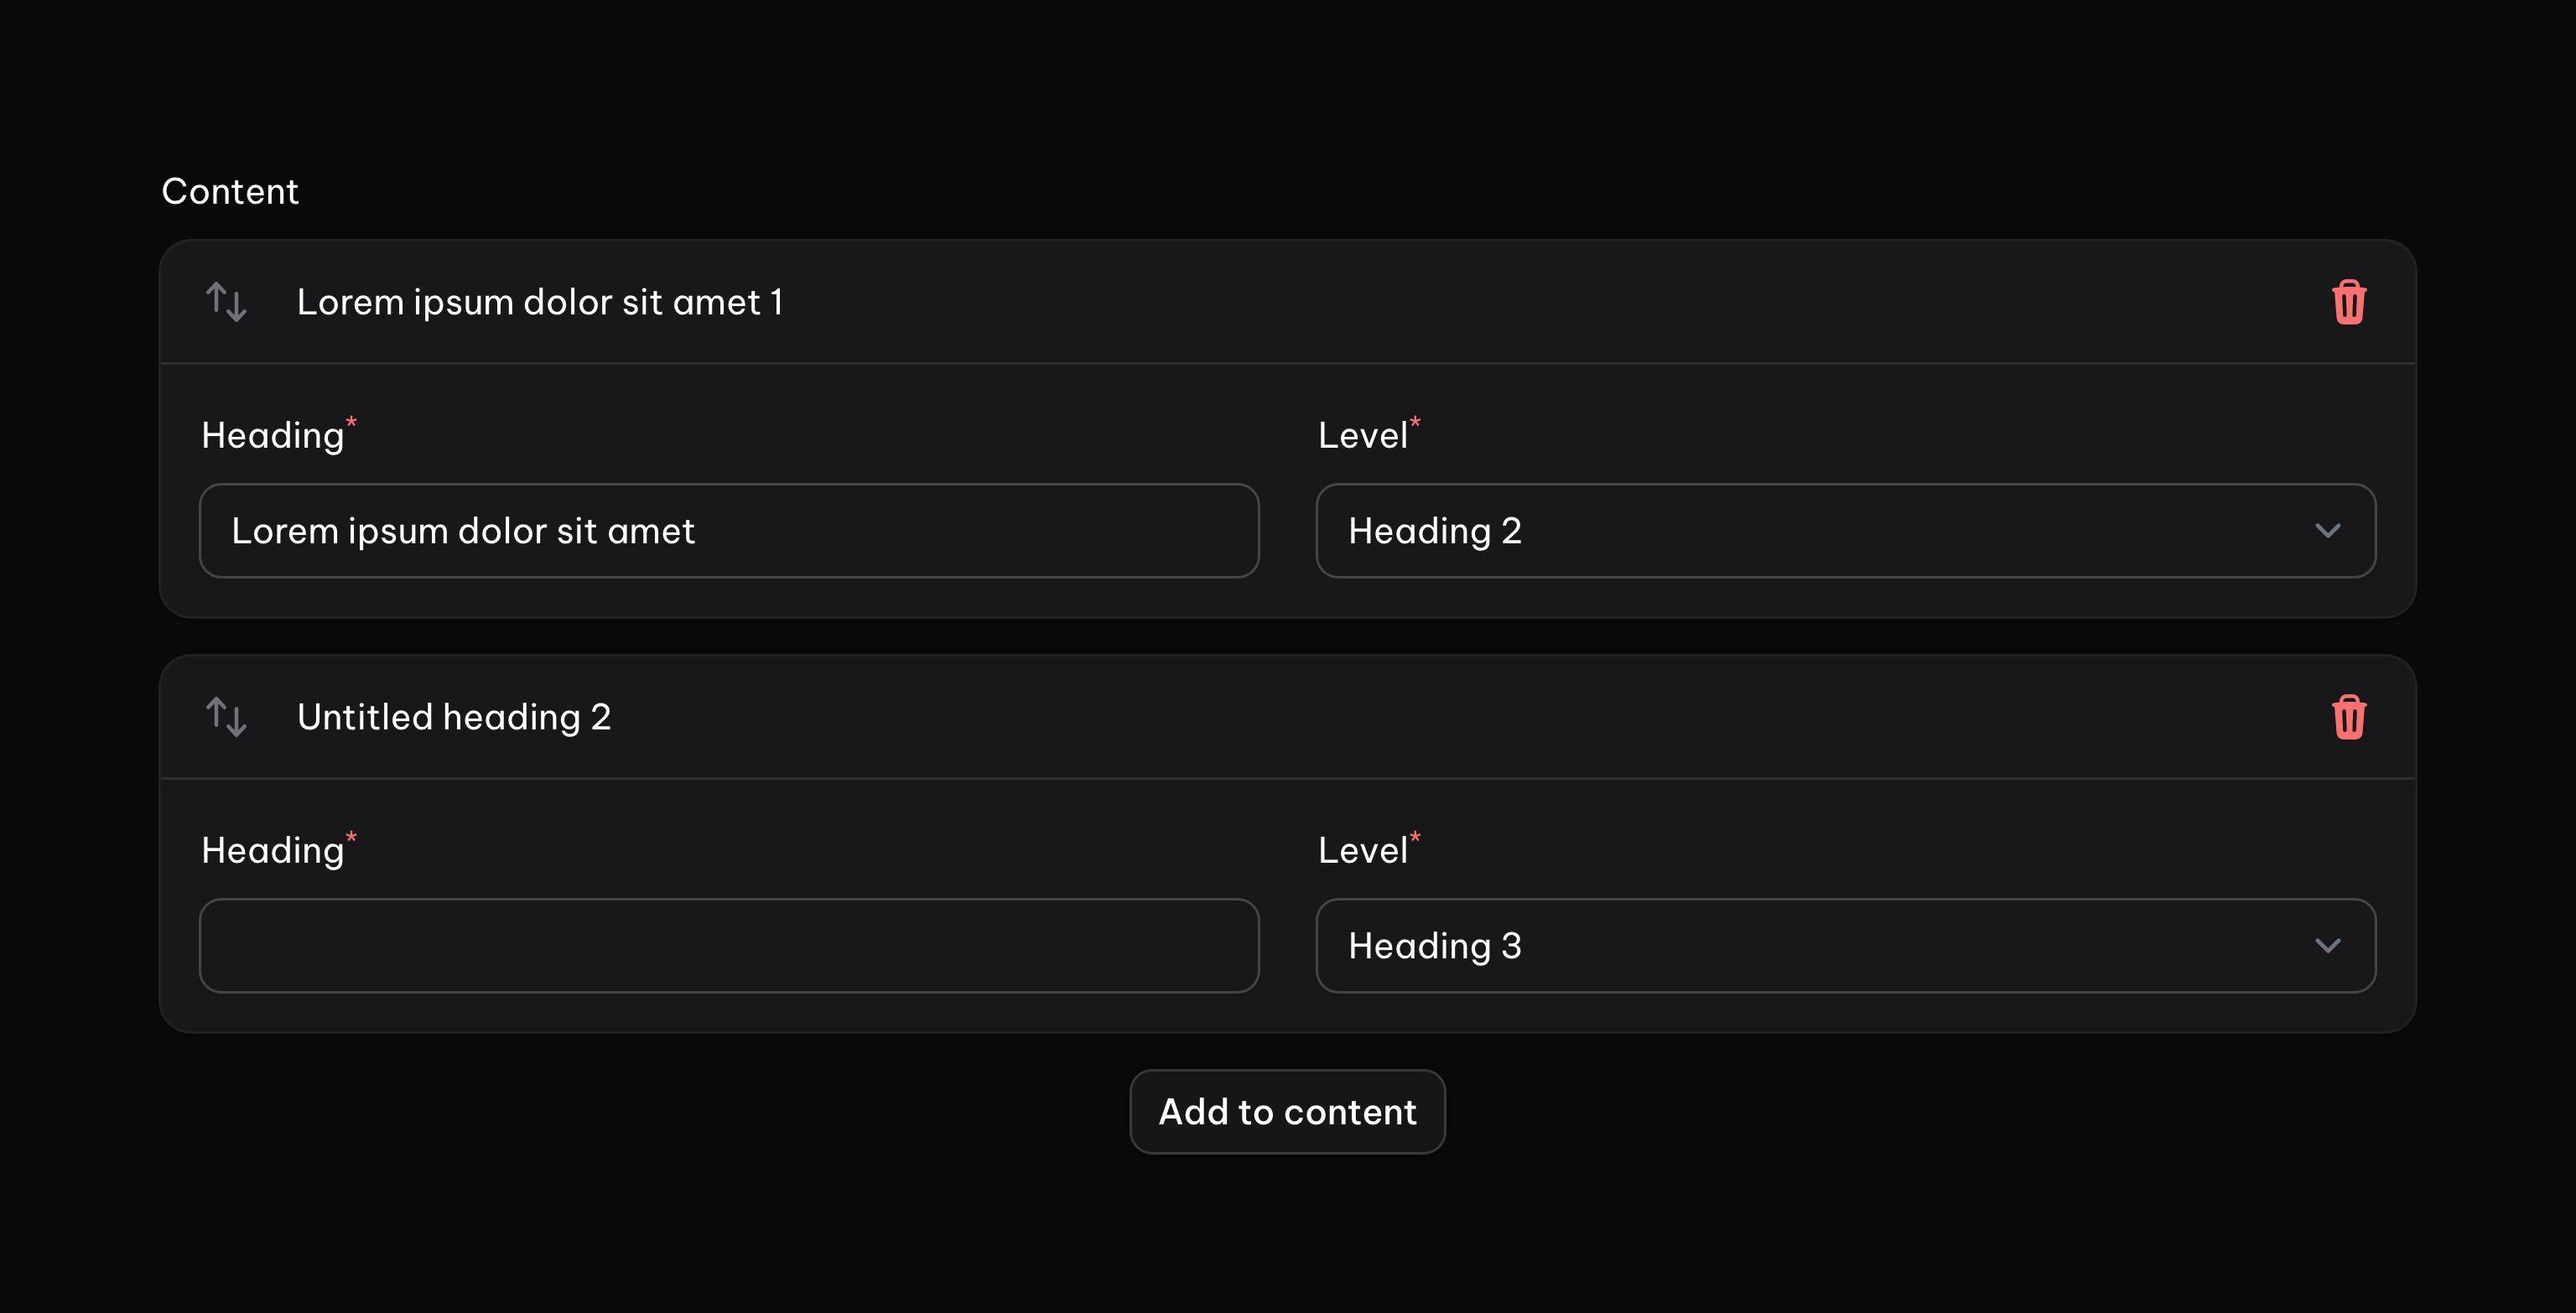 Content
Lorem ipsum dolor sit amet 1
Heading* Level*
Lorem ipsum dolor sit amet Heading 2
Untitled heading 2
Heading* Level*
Heading 3
Add to content